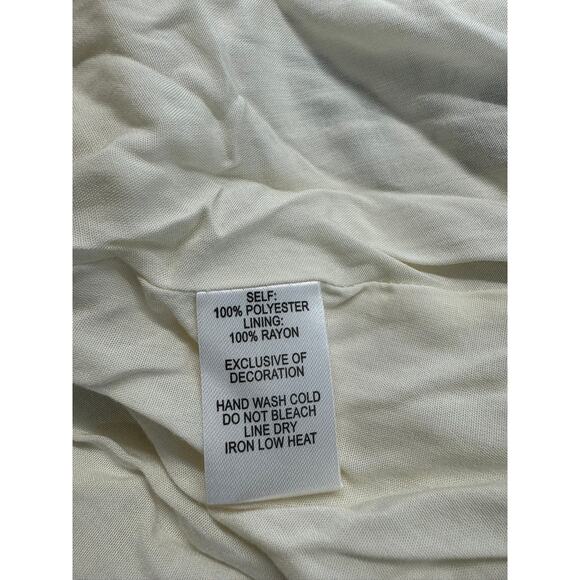 SELF:
100% POLYESTER
LINING:
100% RAYON
EXCLUSIVE OF
DECORATION
HAND WASH COLD
DO NOT BLEACH
LINE DRY
IRON LOW HEAT